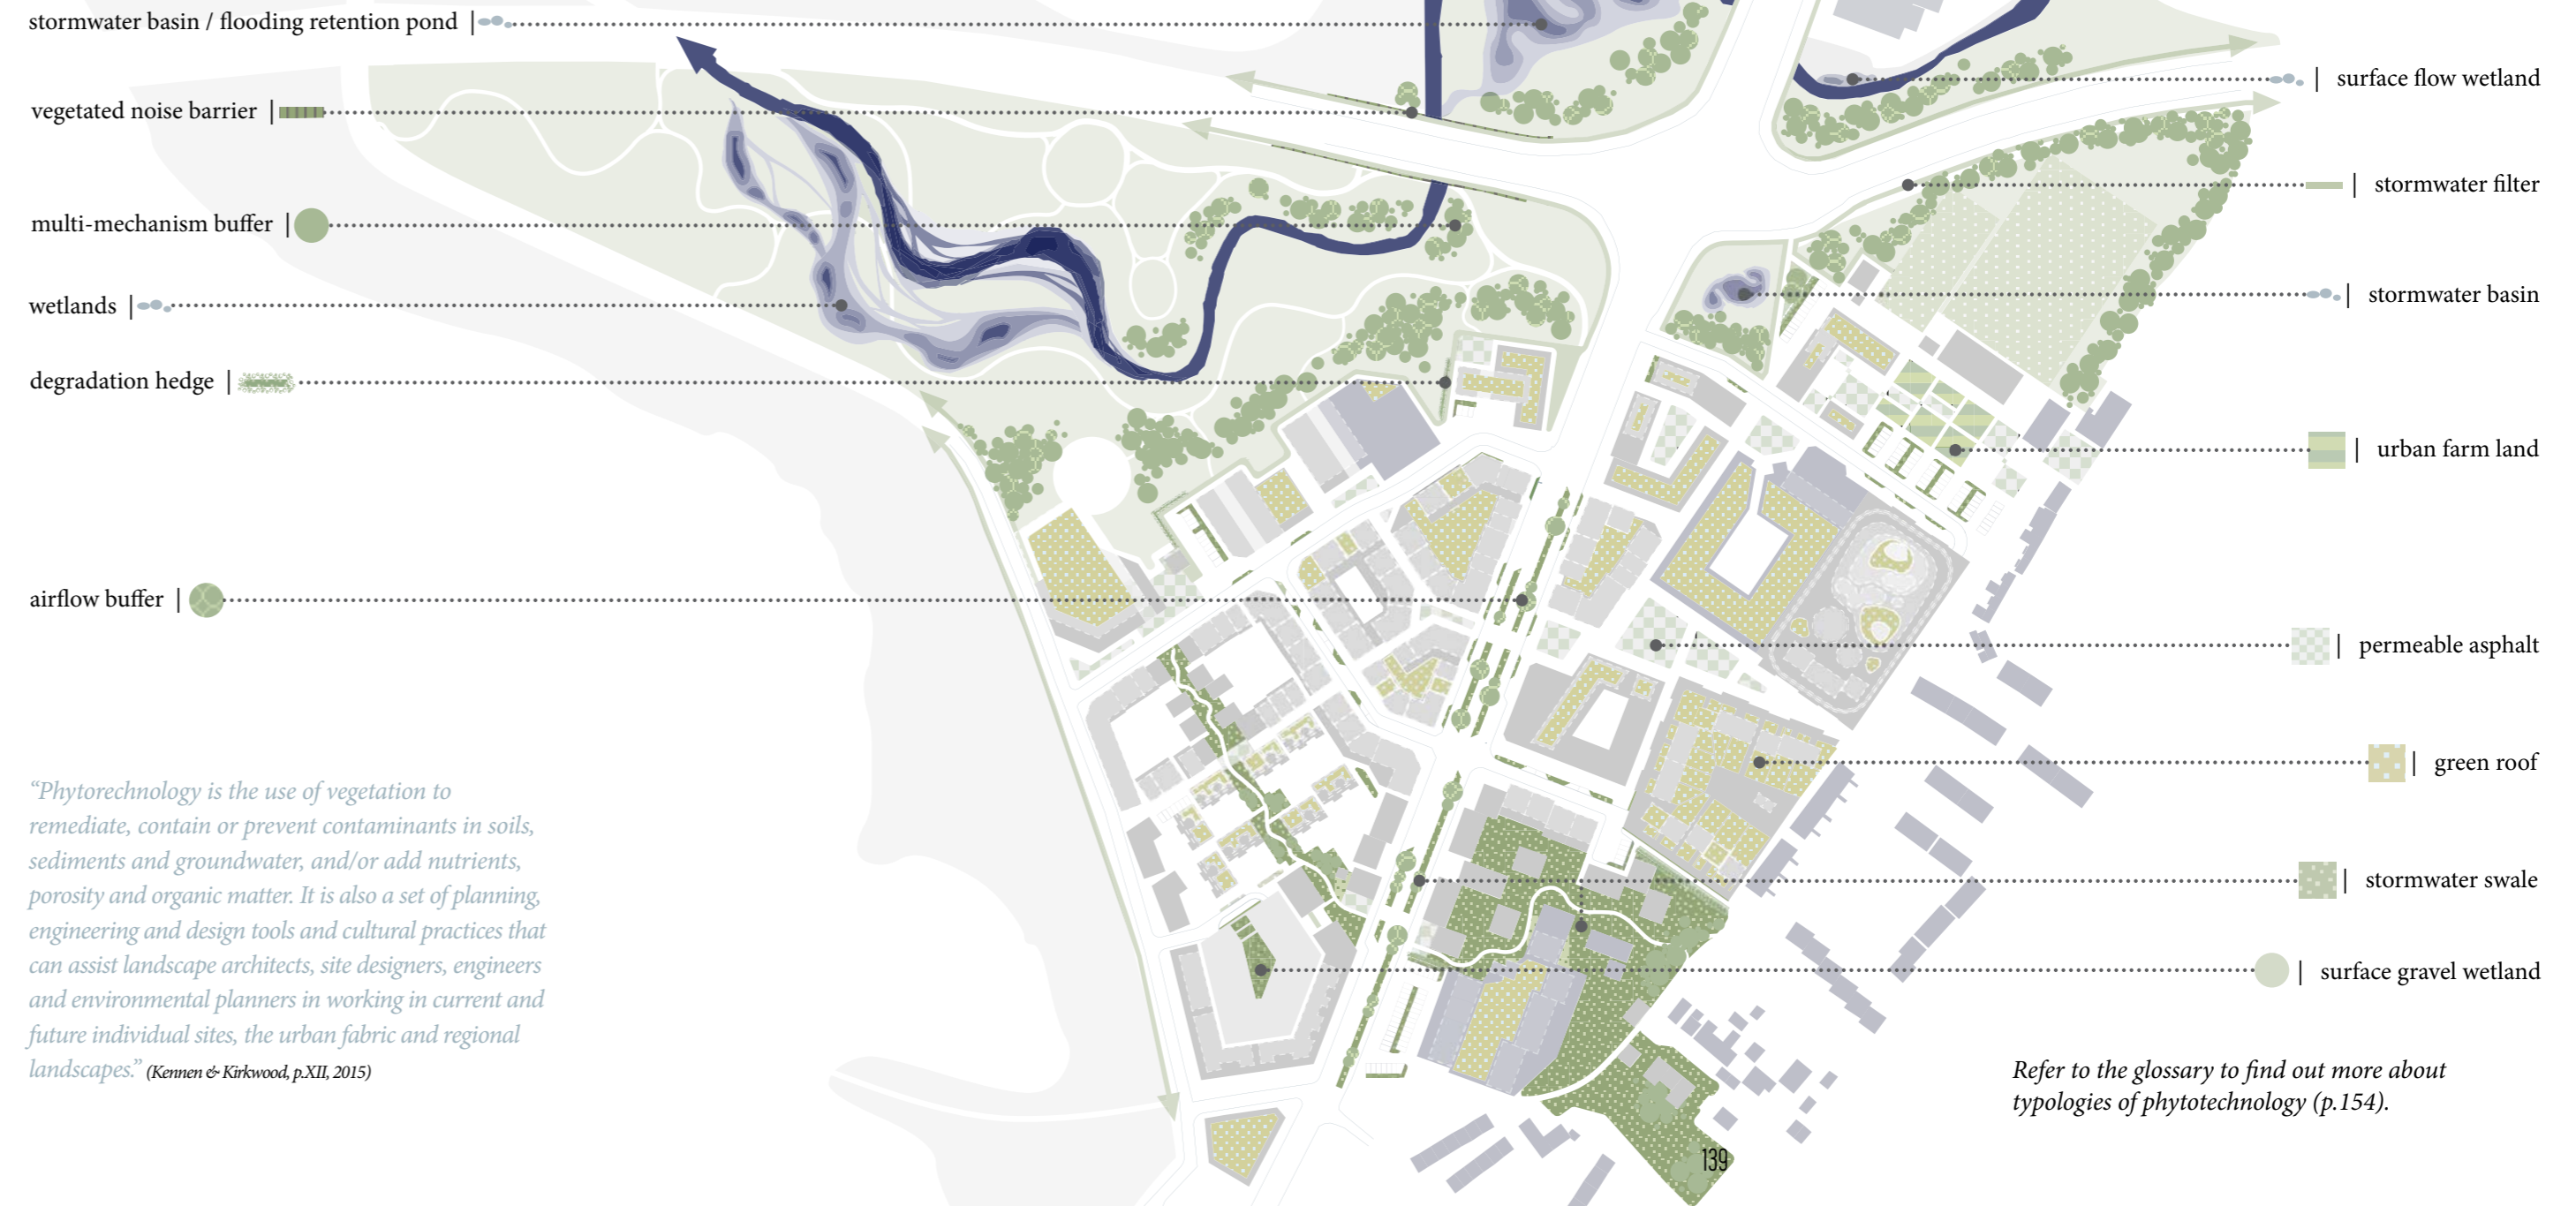 stormwater basin / flooding retention pond |
vegetated noise barrier |
multi-mechanism buffer |
wetlands |
degradation hedge |
airflow buffer |
“Phytorechnology is the use of vegetation to
remediate, contain or prevent contaminants in soils,
sediments and groundwater, and/or add nutrients,
porosity and organic matter. It is also a set of planning,
engineering and design tools and cultural practices that
can assist landscape architects, site designers, engineers
and environmental planners in working in current and
future individual sites, the urban fabric and regional
landscapes.” (Kennen & Kirkwood, p.XII, 2015)
| surface flow wetland
| stormwater filter
| stormwater basin
| urban farm land
| permeable asphalt
| green roof
| stormwater swale
| surface gravel wetland
Refer to the glossary to find out more about
typologies of phytotechnology (p.154).
139